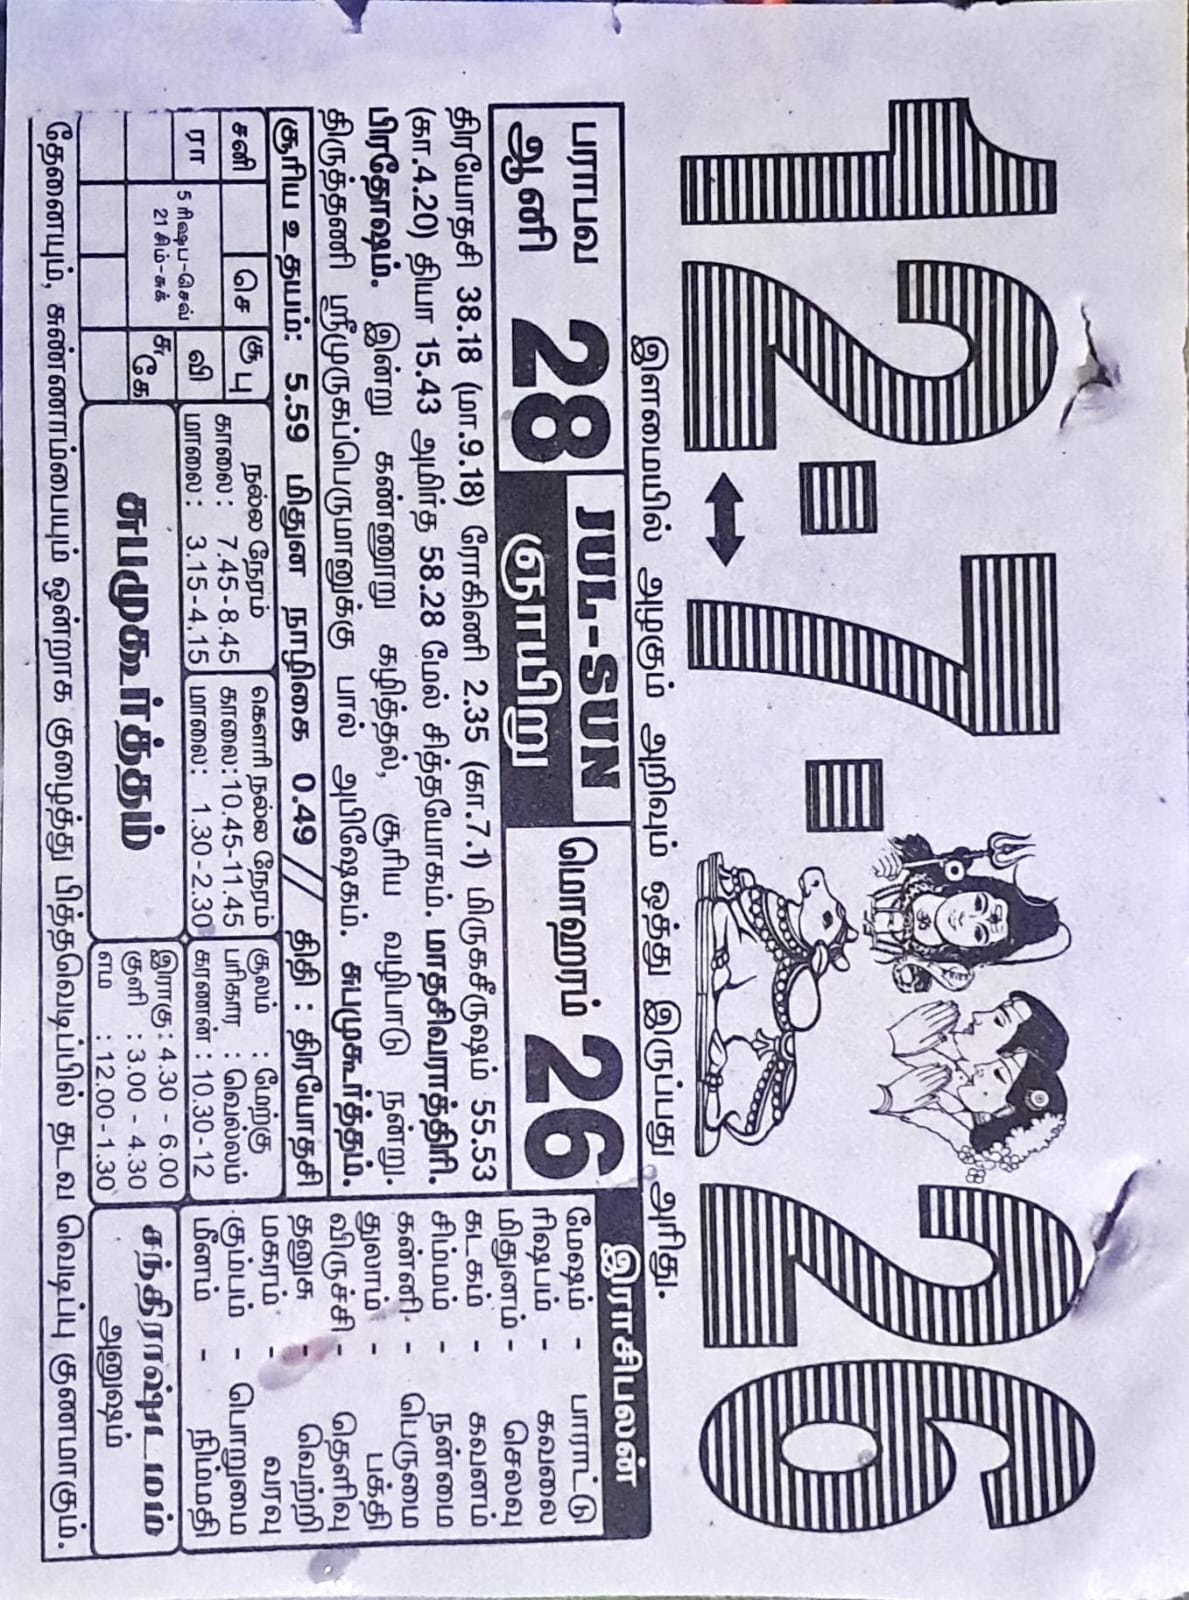 12-7-26
இளமையில் அழகும் அறிவும் ஒத்து இருப்பது அரிது.
பராபவ
ஆனி 28
JUL-SUN
ஞாயிறு
மொஹரம் 26
திரயோதசி 38.18 (மா.9.18) ரோகிணி 2.35 (கா.7.1) மிருகசீருஷம் 55.53
(கா.4.20) தியா 15.43 அமிர்த 58.28 மேல் சித்தயோகம். மாதசிவராத்திரி.
பிரதோஷம். இன்று கண்ணூறு கழித்தல், சூரிய வழிபாடு நன்று.
திருத்தணி ஸ்ரீமுருகப்பெருமானுக்கு பால் அபிஷேகம். சுபமுகூர்த்தம்.
சூரிய உதயம்: 5.59 மிதுன நாழிகை 0.49 // திதி : திரயோதசி
இராசிபலன்
மேஷம் - பாராட்டு
ரிஷபம் - கவலை
மிதுனம் - செலவு
கடகம் - கவனம்
சிம்மம் - நன்மை
கன்னி - பெருமை
துலாம் - பக்தி
விருச்சி - தெளிவு
தனுசு - வெற்றி
மகரம் - வரவு
கும்பம் - பொறுமை
மீனம் - நிம்மதி
சனி
செ
சூபு
ரா
5 ரிஷப-செவ்
21 சிம்-சுக்
வி
சு
கே
நல்ல நேரம்
காலை: 7.45-8.45
மாலை: 3.15-4.15
கௌரி நல்ல நேரம்
காலை:10.45-11.45
மாலை: 1.30-2.30
சூலம் : மேற்கு
பரிகார : வெல்லம்
கரணன் : 10.30-12
சுபமுகூர்த்தம்
இராகு : 4.30 - 6.00
குளி : 3.00 - 4.30
எம : 12.00-1.30
சந்திராஷ்டமம்
அனுஷம்
தேனையும், சுண்ணாம்பையும் ஒன்றாக குழைத்து பித்தவெடிப்பில் தடவ வெடிப்பு குணமாகும்.